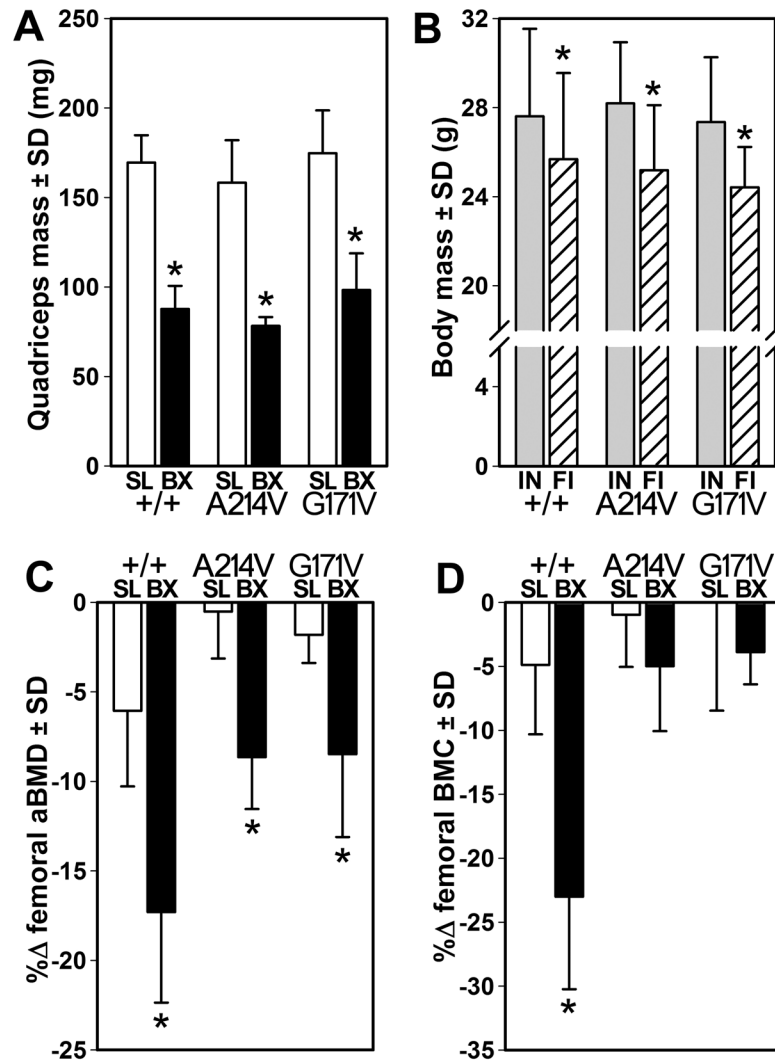 A
Quadriceps mass ± SD (mg)
250
200
150
100
50
0
*
*
*
SL BX SL BX SL BX
+/+ A214V G171V
B
Body mass ± SD (g)
32
28
24
20
4
0
*
*
*
IN FI IN FI IN FI
+/+ A214V G171V
C
+/+ A214V G171V
SL BX SL BX SL BX
%Δ femoral aBMD ± SD
0
-5
-10
-15
-20
-25
*
*
*
D
+/+ A214V G171V
SL BX SL BX SL BX
%Δ femoral BMC ± SD
0
-5
-10
-15
-20
-25
-30
-35
*